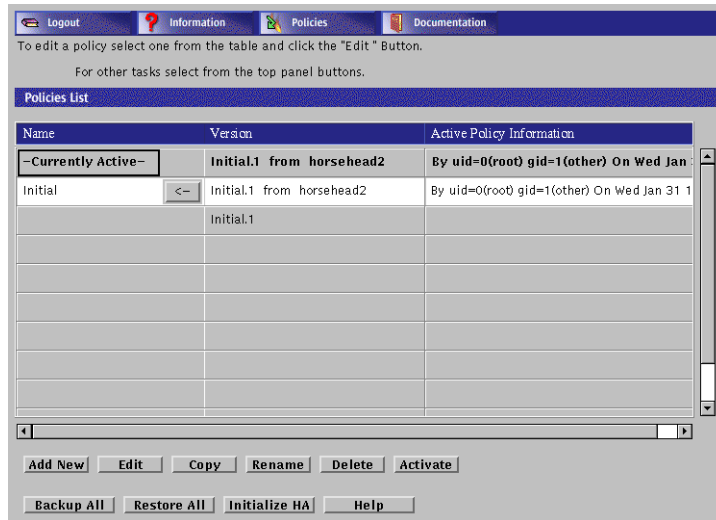 Logout Information Policies Documentation
To edit a policy select one from the table and click the "Edit " Button.
For other tasks select from the top panel buttons.
Policies List
Name Version Active Policy Information
-Currently Active- Initial.1 from horsehead2 By uid=0(root) gid=1(other) On Wed Jan
Initial <- Initial.1 from horsehead2 By uid=0(root) gid=1(other) On Wed Jan 31 1
Initial.1
Add New Edit Copy Rename Delete Activate
Backup All Restore All Initialize HA Help